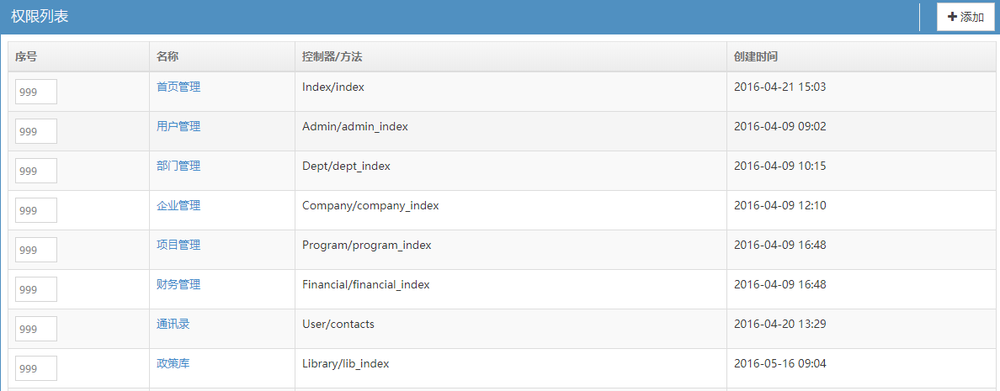 权限列表 添加
序号 名称 控制器/方法 创建时间
999 首页管理 Index/index 2016-04-21 15:03
999 用户管理 Admin/admin_index 2016-04-09 09:02
999 部门管理 Dept/dept_index 2016-04-09 10:15
999 企业管理 Company/company_index 2016-04-09 12:10
999 项目管理 Program/program_index 2016-04-09 16:48
999 财务管理 Financial/financial_index 2016-04-09 16:48
999 通讯录 User/contacts 2016-04-20 13:29
999 政策库 Library/lib_index 2016-05-16 09:04